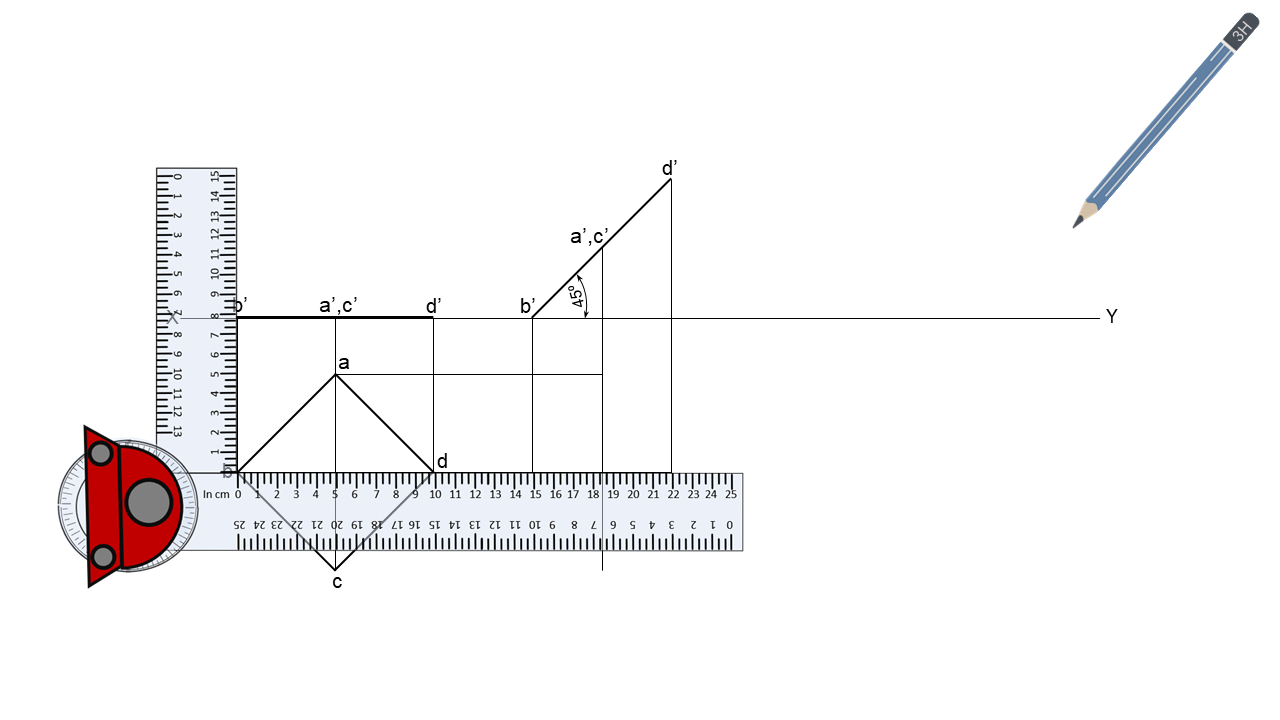 3H
d’
a’,c’
45º
b’
b’
a’,c’
d’
X
Y
0 1 2 3 4 5 6 7 8 9 10 11 12 13
15 14 13 12 11 10 9 8 7 6 5 4 3 2 1 0
a
b
d
In cm 0 1 2 3 4 5 6 7 8 9 10 11 12 13 14 15 16 17 18 19 20 21 22 23 24 25
25 24 23 22 21 20 19 18 17 16 15 14 13 12 11 10 9 8 7 6 5 4 3 2 1 0
c